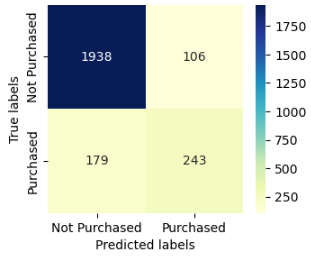 True labels
Not Purchased
Purchased
1938
106
179
243
Not Purchased
Purchased
Predicted labels
1750
1500
1250
1000
750
500
250